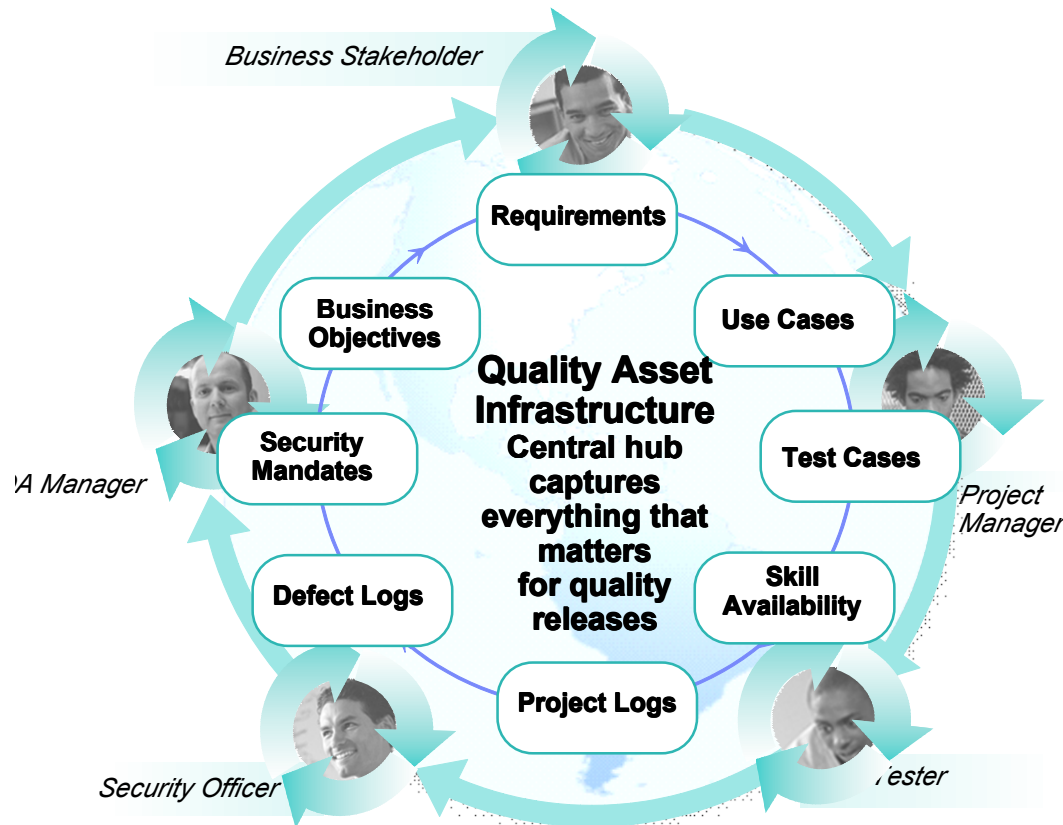 Business Stakeholder
Requirements
Business
Objectives
Use Cases
Quality Asset
Infrastructure
Central hub
captures
everything that
matters
for quality
releases
Security
Mandates
Test Cases
Manager
Project
Manager
Defect Logs
Skill
Availability
Project Logs
Security Officer
Tester